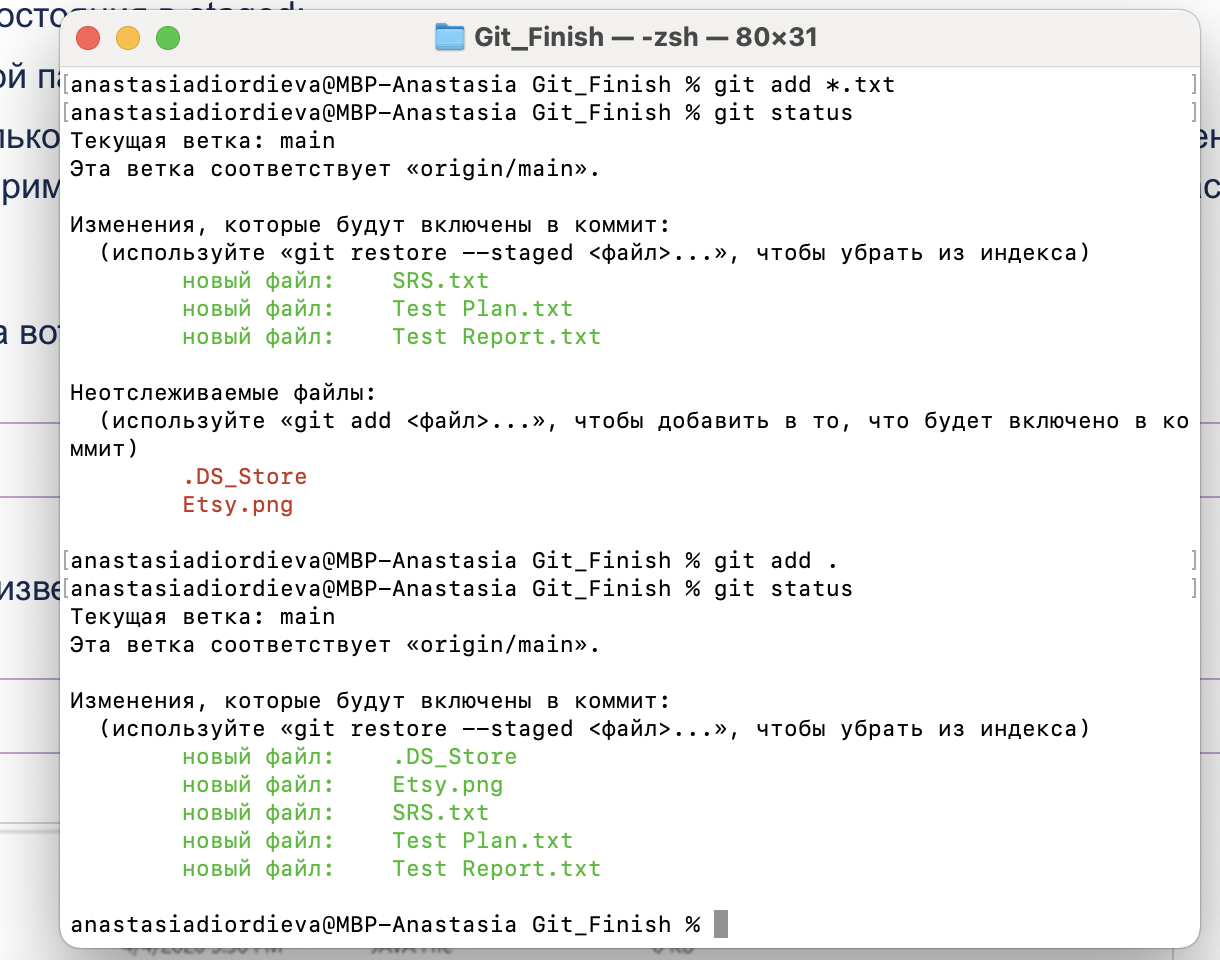 остояния в staged:
Git_Finish — -zsh — 80×31
[anastasiadiordieva@MBP-Anastasia Git_Finish % git add *.txt ]
[anastasiadiordieva@MBP-Anastasia Git_Finish % git status ]
Текущая ветка: main
Эта ветка соответствует «origin/main».
Изменения, которые будут включены в коммит:
(используйте «git restore --staged <файл>...», чтобы убрать из индекса)
новый файл: SRS.txt
новый файл: Test Plan.txt
новый файл: Test Report.txt
Неотслеживаемые файлы:
(используйте «git add <файл>...», чтобы добавить в то, что будет включено в ко
ммит)
.DS_Store
Etsy.png
[anastasiadiordieva@MBP-Anastasia Git_Finish % git add . ]
[anastasiadiordieva@MBP-Anastasia Git_Finish % git status ]
Текущая ветка: main
Эта ветка соответствует «origin/main».
Изменения, которые будут включены в коммит:
(используйте «git restore --staged <файл>...», чтобы убрать из индекса)
новый файл: .DS_Store
новый файл: Etsy.png
новый файл: SRS.txt
новый файл: Test Plan.txt
новый файл: Test Report.txt
anastasiadiordieva@MBP-Anastasia Git_Finish %